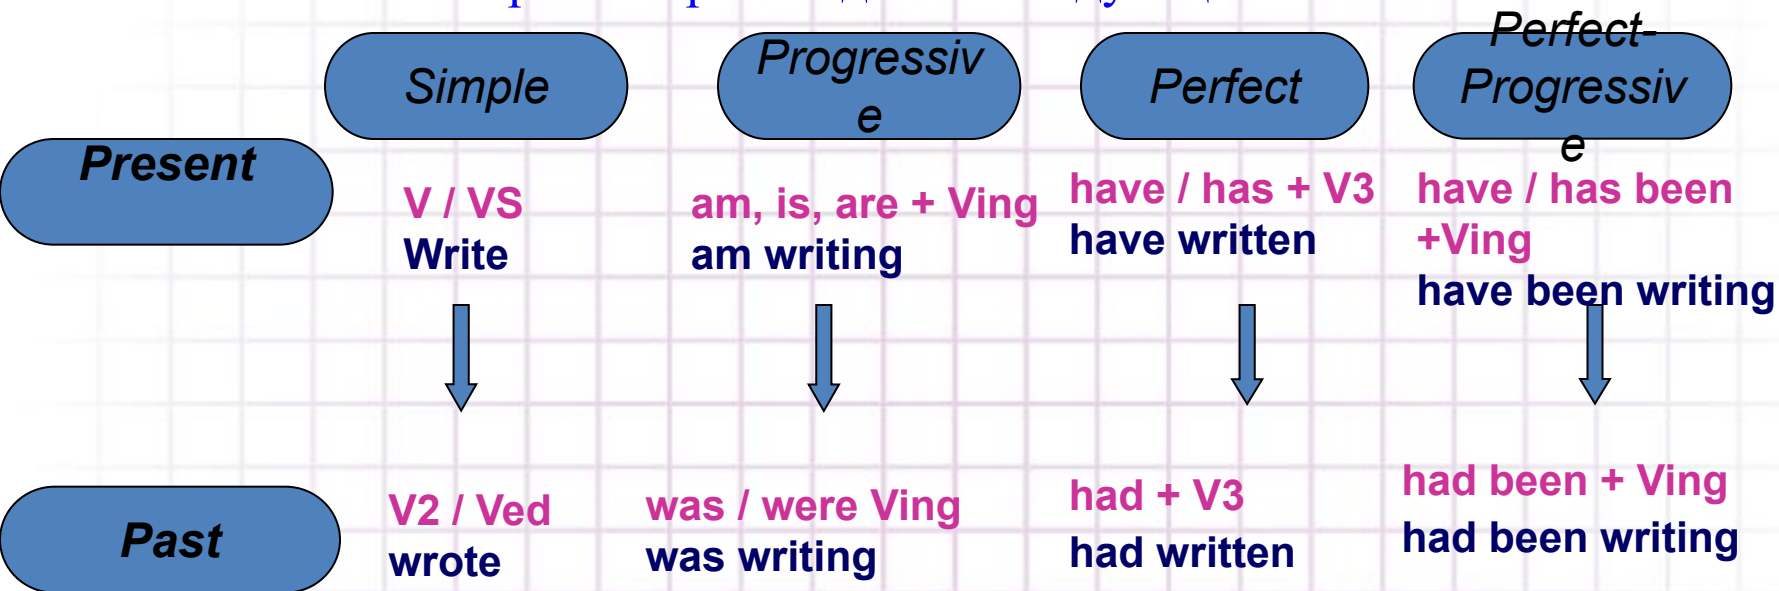 Simple
Progressiv
e
Perfect
Perfect-
Progressiv
e
Present
V / VS
Write
am, is, are + Ving
am writing
have / has + V3
have written
have / has been
+Ving
have been writing
Past
V2 / Ved
wrote
was / were Ving
was writing
had + V3
had written
had been + Ving
had been writing